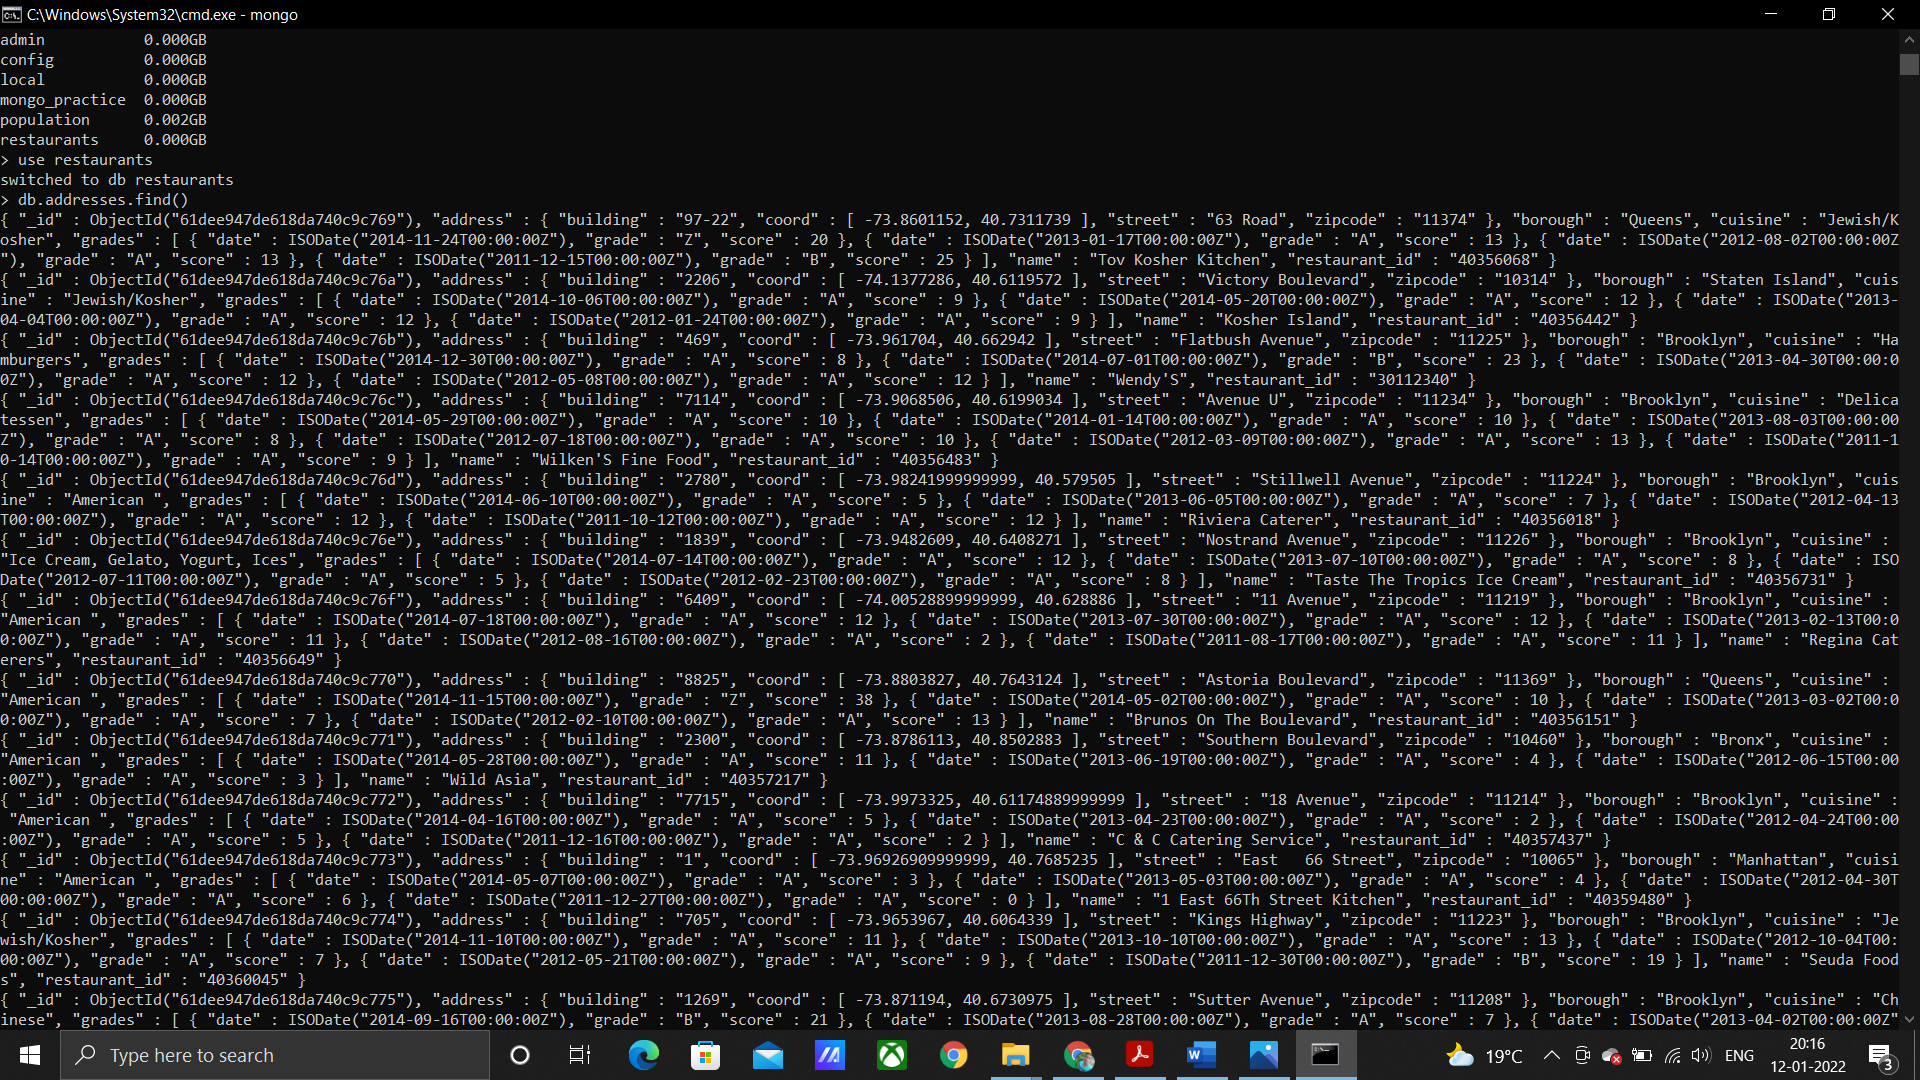 C:\Windows\System32\cmd.exe - mongo
admin           0.000GB
config          0.000GB
local           0.000GB
mongo_practice  0.000GB
population      0.002GB
restaurants     0.000GB
> use restaurants
switched to db restaurants
> db.addresses.find()
{ "_id" : ObjectId("61dee947de618da740c9c769"), "address" : { "building" : "97-22", "coord" : [ -73.8601152, 40.7311739 ], "street" : "63 Road", "zipcode" : "11374" }, "borough" : "Queens", "cuisine" : "Jewish/K
osher", "grades" : [ { "date" : ISODate("2014-11-24T00:00:00Z"), "grade" : "Z", "score" : 20 }, { "date" : ISODate("2013-01-17T00:00:00Z"), "grade" : "A", "score" : 13 }, { "date" : ISODate("2012-08-02T00:00:00Z
"), "grade" : "A", "score" : 13 }, { "date" : ISODate("2011-12-15T00:00:00Z"), "grade" : "B", "score" : 25 } ], "name" : "Tov Kosher Kitchen", "restaurant_id" : "40356068" }
{ "_id" : ObjectId("61dee947de618da740c9c76a"), "address" : { "building" : "2206", "coord" : [ -74.1377286, 40.6119572 ], "street" : "Victory Boulevard", "zipcode" : "10314" }, "borough" : "Staten Island", "cuis
ine" : "Jewish/Kosher", "grades" : [ { "date" : ISODate("2014-10-06T00:00:00Z"), "grade" : "A", "score" : 9 }, { "date" : ISODate("2014-05-20T00:00:00Z"), "grade" : "A", "score" : 12 }, { "date" : ISODate("2013-
04-04T00:00:00Z"), "grade" : "A", "score" : 12 }, { "date" : ISODate("2012-01-24T00:00:00Z"), "grade" : "A", "score" : 9 } ], "name" : "Kosher Island", "restaurant_id" : "40356442" }
{ "_id" : ObjectId("61dee947de618da740c9c76b"), "address" : { "building" : "469", "coord" : [ -73.961704, 40.662942 ], "street" : "Flatbush Avenue", "zipcode" : "11225" }, "borough" : "Brooklyn", "cuisine" : "Ha
mburgers", "grades" : [ { "date" : ISODate("2014-12-30T00:00:00Z"), "grade" : "A", "score" : 8 }, { "date" : ISODate("2014-07-01T00:00:00Z"), "grade" : "B", "score" : 23 }, { "date" : ISODate("2013-04-30T00:00:0
0Z"), "grade" : "A", "score" : 12 }, { "date" : ISODate("2012-05-08T00:00:00Z"), "grade" : "A", "score" : 12 } ], "name" : "Wendy'S", "restaurant_id" : "30112340" }
{ "_id" : ObjectId("61dee947de618da740c9c76c"), "address" : { "building" : "7114", "coord" : [ -73.9068506, 40.6199034 ], "street" : "Avenue U", "zipcode" : "11234" }, "borough" : "Brooklyn", "cuisine" : "Delica
tessen", "grades" : [ { "date" : ISODate("2014-05-29T00:00:00Z"), "grade" : "A", "score" : 10 }, { "date" : ISODate("2014-01-14T00:00:00Z"), "grade" : "A", "score" : 10 }, { "date" : ISODate("2013-08-03T00:00:00
Z"), "grade" : "A", "score" : 8 }, { "date" : ISODate("2012-07-18T00:00:00Z"), "grade" : "A", "score" : 10 }, { "date" : ISODate("2012-03-09T00:00:00Z"), "grade" : "A", "score" : 13 }, { "date" : ISODate("2011-1
0-14T00:00:00Z"), "grade" : "A", "score" : 9 } ], "name" : "Wilken'S Fine Food", "restaurant_id" : "40356483" }
{ "_id" : ObjectId("61dee947de618da740c9c76d"), "address" : { "building" : "2780", "coord" : [ -73.98241999999999, 40.579505 ], "street" : "Stillwell Avenue", "zipcode" : "11224" }, "borough" : "Brooklyn", "cuis
ine" : "American ", "grades" : [ { "date" : ISODate("2014-06-10T00:00:00Z"), "grade" : "A", "score" : 5 }, { "date" : ISODate("2013-06-05T00:00:00Z"), "grade" : "A", "score" : 7 }, { "date" : ISODate("2012-04-13
T00:00:00Z"), "grade" : "A", "score" : 12 }, { "date" : ISODate("2011-10-12T00:00:00Z"), "grade" : "A", "score" : 12 } ], "name" : "Riviera Caterer", "restaurant_id" : "40356018" }
{ "_id" : ObjectId("61dee947de618da740c9c76e"), "address" : { "building" : "1839", "coord" : [ -73.9482609, 40.6408271 ], "street" : "Nostrand Avenue", "zipcode" : "11226" }, "borough" : "Brooklyn", "cuisine" :
"Ice Cream, Gelato, Yogurt, Ices", "grades" : [ { "date" : ISODate("2014-07-14T00:00:00Z"), "grade" : "A", "score" : 12 }, { "date" : ISODate("2013-07-10T00:00:00Z"), "grade" : "A", "score" : 8 }, { "date" : ISO
Date("2012-07-11T00:00:00Z"), "grade" : "A", "score" : 5 }, { "date" : ISODate("2012-02-23T00:00:00Z"), "grade" : "A", "score" : 8 } ], "name" : "Taste The Tropics Ice Cream", "restaurant_id" : "40356731" }
{ "_id" : ObjectId("61dee947de618da740c9c76f"), "address" : { "building" : "6409", "coord" : [ -74.00528899999999, 40.628886 ], "street" : "11 Avenue", "zipcode" : "11219" }, "borough" : "Brooklyn", "cuisine" :
"American ", "grades" : [ { "date" : ISODate("2014-07-18T00:00:00Z"), "grade" : "A", "score" : 12 }, { "date" : ISODate("2013-07-30T00:00:00Z"), "grade" : "A", "score" : 12 }, { "date" : ISODate("2013-02-13T00:0
0:00Z"), "grade" : "A", "score" : 11 }, { "date" : ISODate("2012-08-16T00:00:00Z"), "grade" : "A", "score" : 2 }, { "date" : ISODate("2011-08-17T00:00:00Z"), "grade" : "A", "score" : 11 } ], "name" : "Regina Cat
erers", "restaurant_id" : "40356649" }
{ "_id" : ObjectId("61dee947de618da740c9c770"), "address" : { "building" : "8825", "coord" : [ -73.8803827, 40.7643124 ], "street" : "Astoria Boulevard", "zipcode" : "11369" }, "borough" : "Queens", "cuisine" :
"American ", "grades" : [ { "date" : ISODate("2014-11-15T00:00:00Z"), "grade" : "Z", "score" : 38 }, { "date" : ISODate("2014-05-02T00:00:00Z"), "grade" : "A", "score" : 10 }, { "date" : ISODate("2013-03-02T00:0
0:00Z"), "grade" : "A", "score" : 7 }, { "date" : ISODate("2012-02-10T00:00:00Z"), "grade" : "A", "score" : 13 } ], "name" : "Brunos On The Boulevard", "restaurant_id" : "40356151" }
{ "_id" : ObjectId("61dee947de618da740c9c771"), "address" : { "building" : "2300", "coord" : [ -73.8786113, 40.8502883 ], "street" : "Southern Boulevard", "zipcode" : "10460" }, "borough" : "Bronx", "cuisine" :
"American ", "grades" : [ { "date" : ISODate("2014-05-28T00:00:00Z"), "grade" : "A", "score" : 11 }, { "date" : ISODate("2013-06-19T00:00:00Z"), "grade" : "A", "score" : 4 }, { "date" : ISODate("2012-06-15T00:00
:00Z"), "grade" : "A", "score" : 3 } ], "name" : "Wild Asia", "restaurant_id" : "40357217" }
{ "_id" : ObjectId("61dee947de618da740c9c772"), "address" : { "building" : "7715", "coord" : [ -73.9973325, 40.61174889999999 ], "street" : "18 Avenue", "zipcode" : "11214" }, "borough" : "Brooklyn", "cuisine" :
 "American ", "grades" : [ { "date" : ISODate("2014-04-16T00:00:00Z"), "grade" : "A", "score" : 5 }, { "date" : ISODate("2013-04-23T00:00:00Z"), "grade" : "A", "score" : 2 }, { "date" : ISODate("2012-04-24T00:00
:00Z"), "grade" : "A", "score" : 5 }, { "date" : ISODate("2011-12-16T00:00:00Z"), "grade" : "A", "score" : 2 } ], "name" : "C & C Catering Service", "restaurant_id" : "40357437" }
{ "_id" : ObjectId("61dee947de618da740c9c773"), "address" : { "building" : "1", "coord" : [ -73.96926909999999, 40.7685235 ], "street" : "East   66 Street", "zipcode" : "10065" }, "borough" : "Manhattan", "cuisi
ne" : "American ", "grades" : [ { "date" : ISODate("2014-05-07T00:00:00Z"), "grade" : "A", "score" : 3 }, { "date" : ISODate("2013-05-03T00:00:00Z"), "grade" : "A", "score" : 4 }, { "date" : ISODate("2012-04-30T
00:00:00Z"), "grade" : "A", "score" : 6 }, { "date" : ISODate("2011-12-27T00:00:00Z"), "grade" : "A", "score" : 0 } ], "name" : "1 East 66Th Street Kitchen", "restaurant_id" : "40359480" }
{ "_id" : ObjectId("61dee947de618da740c9c774"), "address" : { "building" : "705", "coord" : [ -73.9653967, 40.6064339 ], "street" : "Kings Highway", "zipcode" : "11223" }, "borough" : "Brooklyn", "cuisine" : "Je
wish/Kosher", "grades" : [ { "date" : ISODate("2014-11-10T00:00:00Z"), "grade" : "A", "score" : 11 }, { "date" : ISODate("2013-10-10T00:00:00Z"), "grade" : "A", "score" : 13 }, { "date" : ISODate("2012-10-04T00:
00:00Z"), "grade" : "A", "score" : 7 }, { "date" : ISODate("2012-05-21T00:00:00Z"), "grade" : "A", "score" : 9 }, { "date" : ISODate("2011-12-30T00:00:00Z"), "grade" : "B", "score" : 19 } ], "name" : "Seuda Food
s", "restaurant_id" : "40360045" }
{ "_id" : ObjectId("61dee947de618da740c9c775"), "address" : { "building" : "1269", "coord" : [ -73.871194, 40.6730975 ], "street" : "Sutter Avenue", "zipcode" : "11208" }, "borough" : "Brooklyn", "cuisine" : "Ch
inese", "grades" : [ { "date" : ISODate("2014-09-16T00:00:00Z"), "grade" : "B", "score" : 21 }, { "date" : ISODate("2013-08-28T00:00:00Z"), "grade" : "A", "score" : 7 }, { "date" : ISODate("2013-04-02T00:00:00Z"
Type here to search
19°C
ENG
20:16
12-01-2022
3